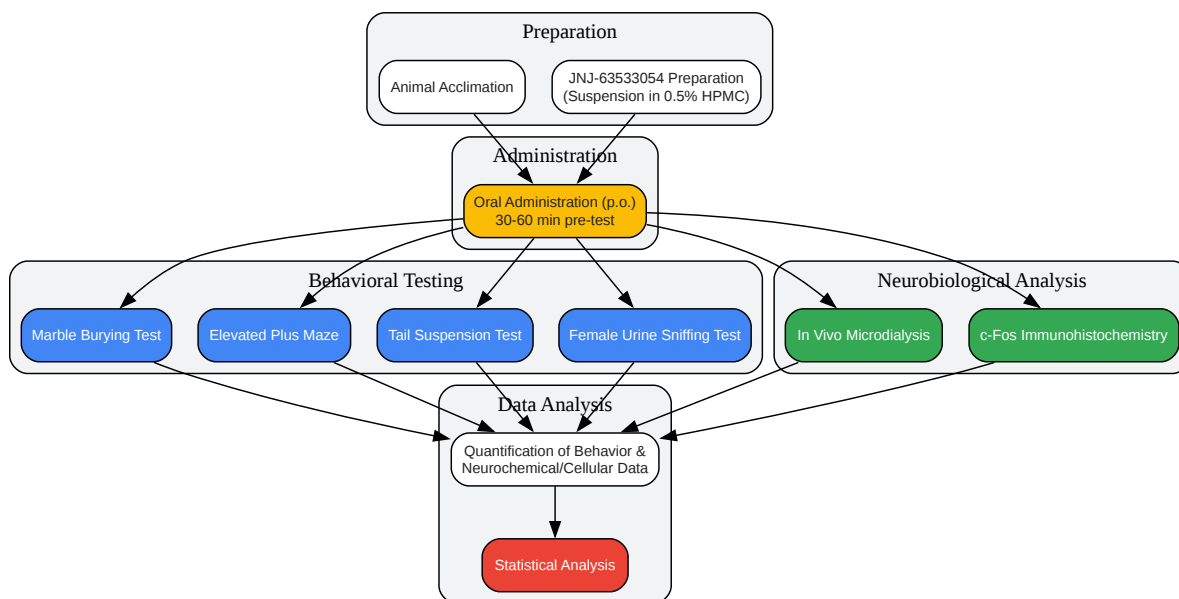 Preparation
Animal Acclimation
JNJ-63533054 Preparation
(Suspension in 0.5% HPMC)
Administration
Oral Administration (p.o.)
30-60 min pre-test
Behavioral Testing
Neurobiological Analysis
Marble Burying Test
Elevated Plus Maze
Tail Suspension Test
Female Urine Sniffing Test
In Vivo Microdialysis
c-Fos Immunohistochemistry
Data Analysis
Quantification of Behavior &
Neurochemical/Cellular Data
Statistical Analysis